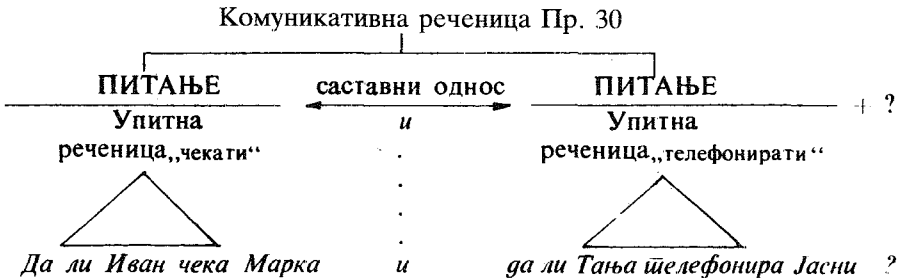 Комуникативна реченица Пр. 30
ПИТАЊЕ саставни однос ПИТАЊЕ
+ ?
Упитна и Упитна
реченица„чекати“ реченица„телефонирати“
Да ли Иван чека Марка и да ли Тања телефонира Јасни ?